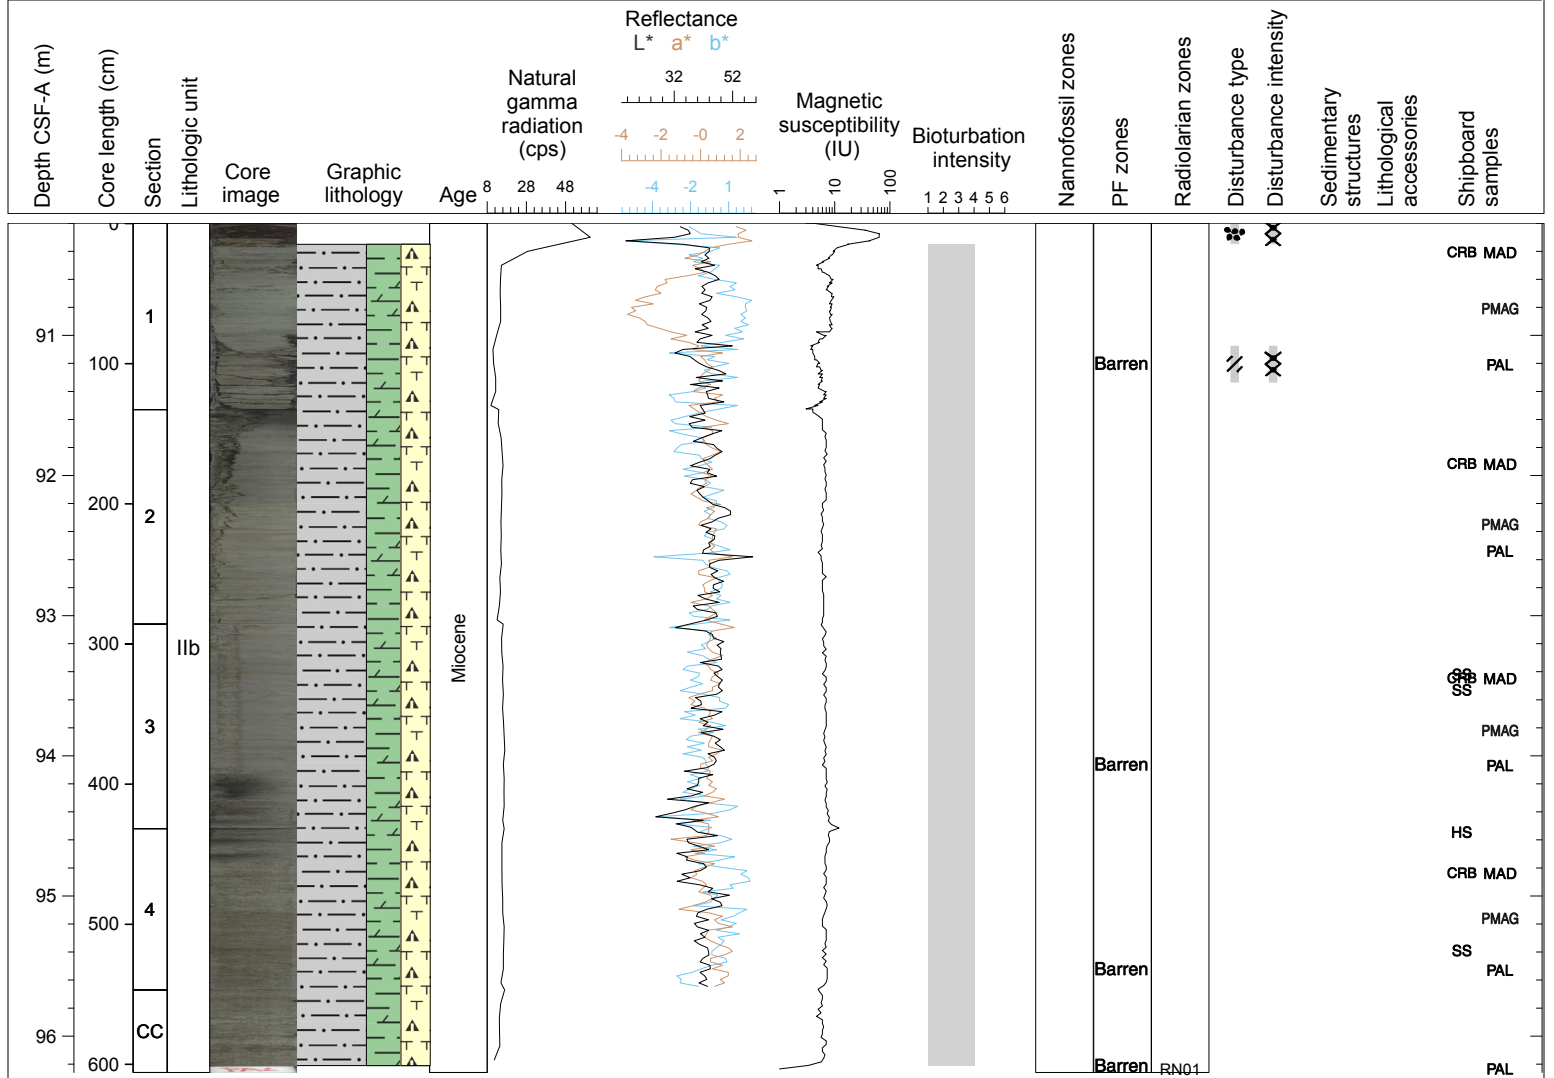 Reflectance
L* a* b*
32 52
-4 -2 -0 2
-4 -2 1
Depth CSF-A (m)
Core length (cm)
Section
Lithologic unit
Core
image
Graphic
lithology
Age
Natural
gamma
radiation
(cps)
8 28 48
Magnetic
susceptibility
(IU)
1 10 100
Bioturbation
intensity
1 2 3 4 5 6
Nannofossil zones
PF zones
Radiolarian zones
Disturbance type
Disturbance intensity
Sedimentary
structures
Lithological
accessories
Shipboard
samples
0
CRB MAD
PMAG
91
1
100
Barren
PAL
CRB MAD
92
200
2
PMAG
PAL
93
300
IIb
Miocene
SS
CRB MAD
SS
3
PMAG
94
Barren
PAL
400
HS
CRB MAD
95
4
PMAG
500
SS
Barren
PAL
CC
96
600
Barren
RN01
PAL